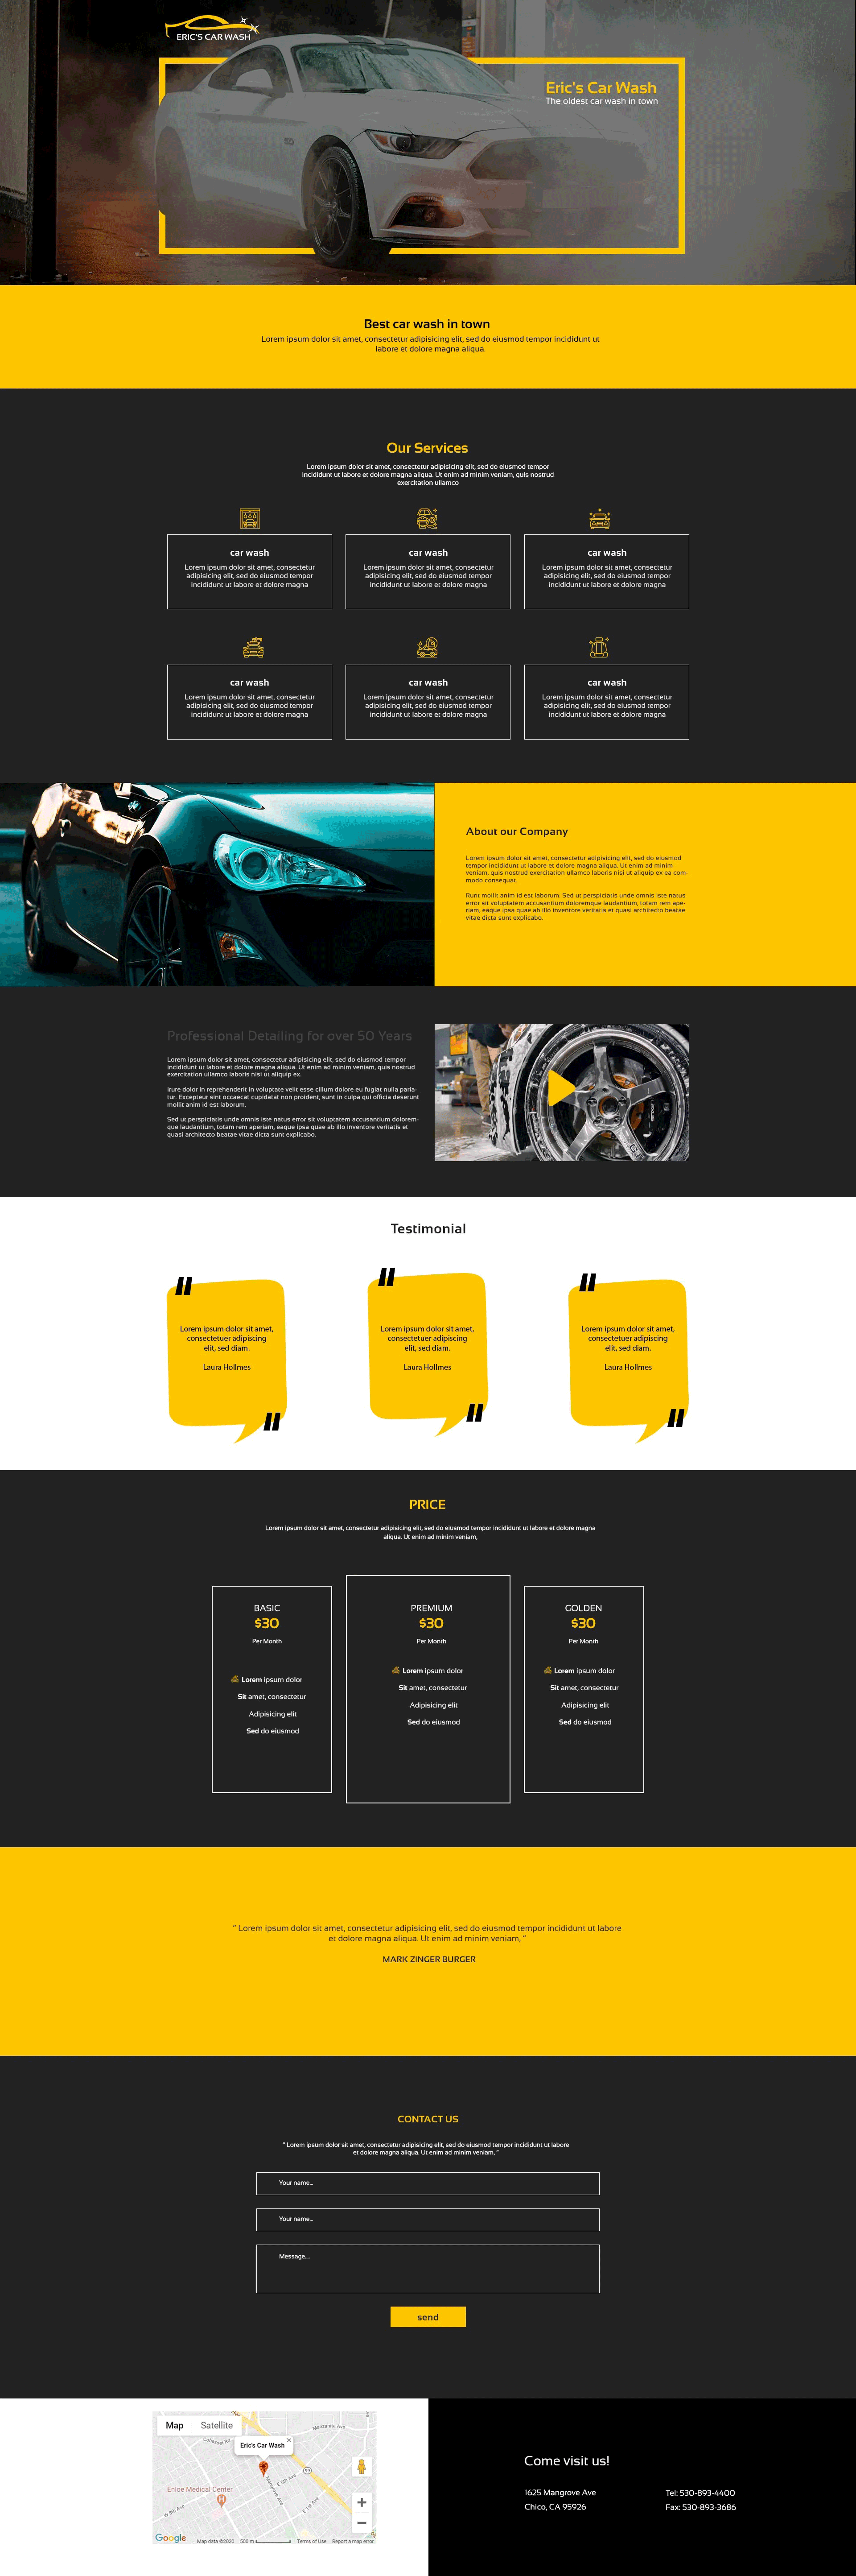 ERIC'S CAR WASH
Eric's Car Wash
The oldest car wash in town
Best car wash in town
Lorem ipsum dolor sit amet, consectetur adipisicing elit, sed do eiusmod tempor incididunt ut
labore et dolore magna aliqua.
Our Services
Lorem ipsum dolor sit amet, consectetur adipisicing elit, sed do eiusmod tempor
incididunt ut labore et dolore magna aliqua. Ut enim ad minim veniam, quis nostrud
exercitation ullamco
car wash
Lorem ipsum dolor sit amet, consectetur
adipisicing elit, sed do eiusmod tempor
incididunt ut labore et dolore magna
car wash
Lorem ipsum dolor sit amet, consectetur
adipisicing elit, sed do eiusmod tempor
incididunt ut labore et dolore magna
car wash
Lorem ipsum dolor sit amet, consectetur
adipisicing elit, sed do eiusmod tempor
incididunt ut labore et dolore magna
car wash
Lorem ipsum dolor sit amet, consectetur
adipisicing elit, sed do eiusmod tempor
incididunt ut labore et dolore magna
car wash
Lorem ipsum dolor sit amet, consectetur
adipisicing elit, sed do eiusmod tempor
incididunt ut labore et dolore magna
car wash
Lorem ipsum dolor sit amet, consectetur
adipisicing elit, sed do eiusmod tempor
incididunt ut labore et dolore magna
About our Company
Lorem ipsum dolor sit amet, consectetur adipisicing elit, sed do eiusmod
tempor incididunt ut labore et dolore magna aliqua. Ut enim ad minim
veniam, quis nostrud exercitation ullamco laboris nisi ut aliquip ex ea com-
modo consequat.
Runt mollit anim id est laborum. Sed ut perspiciatis unde omnis iste natus
error sit voluptatem accusantium doloremque laudantium, totam rem ape-
riam, eaque ipsa quae ab illo inventore veritatis et quasi architecto beatae
vitae dicta sunt explicabo.
Professional Detailing for over 50 Years
Lorem ipsum dolor sit amet, consectetur adipisicing elit, sed do eiusmod tempor
incididunt ut labore et dolore magna aliqua. Ut enim ad minim veniam, quis nostrud
exercitation ullamco laboris nisi ut aliquip ex.
irure dolor in reprehenderit in voluptate velit esse cillum dolore eu fugiat nulla paria-
tur. Excepteur sint occaecat cupidatat non proident, sunt in culpa qui officia deserunt
mollit anim id est laborum.
Sed ut perspiciatis unde omnis iste natus error sit voluptatem accusantium dolorem-
que laudantium, totam rem aperiam, eaque ipsa quae ab illo inventore veritatis et
quasi architecto beatae vitae dicta sunt explicabo.
Testimonial
Lorem ipsum dolor sit amet,
consectetuer adipiscing
elit, sed diam.
Laura Hollmes
Lorem ipsum dolor sit amet,
consectetuer adipiscing
elit, sed diam.
Laura Hollmes
Lorem ipsum dolor sit amet,
consectetuer adipiscing
elit, sed diam.
Laura Hollmes
PRICE
Lorem ipsum dolor sit amet, consectetur adipisicing elit, sed do eiusmod tempor incididunt ut labore et dolore magna
aliqua. Ut enim ad minim veniam,
BASIC
$30
Per Month
Lorem ipsum dolor
Sit amet, consectetur
Adipisicing elit
Sed do eiusmod
PREMIUM
$30
Per Month
Lorem ipsum dolor
Sit amet, consectetur
Adipisicing elit
Sed do eiusmod
GOLDEN
$30
Per Month
Lorem ipsum dolor
Sit amet, consectetur
Adipisicing elit
Sed do eiusmod
" Lorem ipsum dolor sit amet, consectetur adipisicing elit, sed do eiusmod tempor incididunt ut labore
et dolore magna aliqua. Ut enim ad minim veniam, "
MARK ZINGER BURGER
CONTACT US
" Lorem ipsum dolor sit amet, consectetur adipisicing elit, sed do eiusmod tempor incididunt ut labore
et dolore magna aliqua. Ut enim ad minim veniam, "
Your name..
Your name..
Message...
send
Map Satellite
Manzanita Ave
Cohasset Rd
Eric's Car Wash
99
Mangrove Ave
E 5th Ave
Enloe Medical Center
H
W 8th Ave
E 1st Ave
Google
Map data ©2020 500 m Terms of Use Report a map error
Come visit us!
1625 Mangrove Ave
Chico, CA 95926
Tel: 530-893-4400
Fax: 530-893-3686